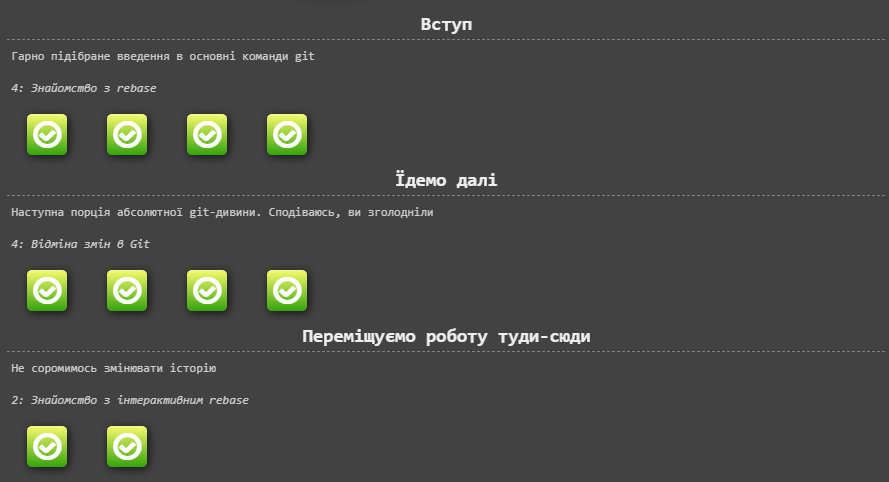 Вступ
Гарно підібране введення в основні команди git
4: Знайомство з rebase
Їдемо далі
Наступна порція абсолютної git-дивини. Сподіваюсь, ви зголодніли
4: Відміна змін в Git
Переміщуємо роботу туди-сюди
Не соромимось змінювати історію
2: Знайомство з інтерактивним rebase